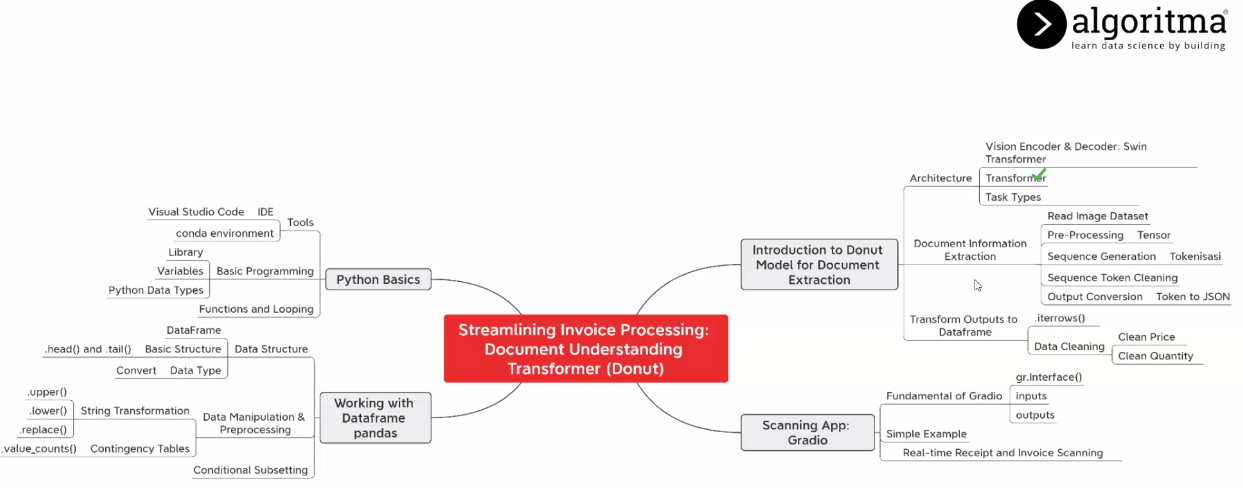 algoritma
learn data science by building
Streamlining Invoice Processing:
Document Understanding
Transformer (Donut)
Python Basics
Tools
Visual Studio Code IDE
conda environment
Basic Programming
Library
Variables
Python Data Types
Functions and Looping
Working with
Dataframe
pandas
Data Structure
DataFrame
.head() and .tail() Basic Structure
Convert Data Type
Data Manipulation &
Preprocessing
String Transformation
.upper()
.lower()
.replace()
.value_counts() Contingency Tables
Conditional Subsetting
Introduction to Donut
Model for Document
Extraction
Architecture
Vision Encoder & Decoder: Swin
Transformer
Transformer
Task Types
Document Information
Extraction
Read Image Dataset
Pre-Processing Tensor
Sequence Generation Tokenisasi
Sequence Token Cleaning
Output Conversion Token to JSON
Transform Outputs to
Dataframe
.iterrows()
Data Cleaning
Clean Price
Clean Quantity
Scanning App:
Gradio
Fundamental of Gradio
gr.Interface()
inputs
outputs
Simple Example
Real-time Receipt and Invoice Scanning